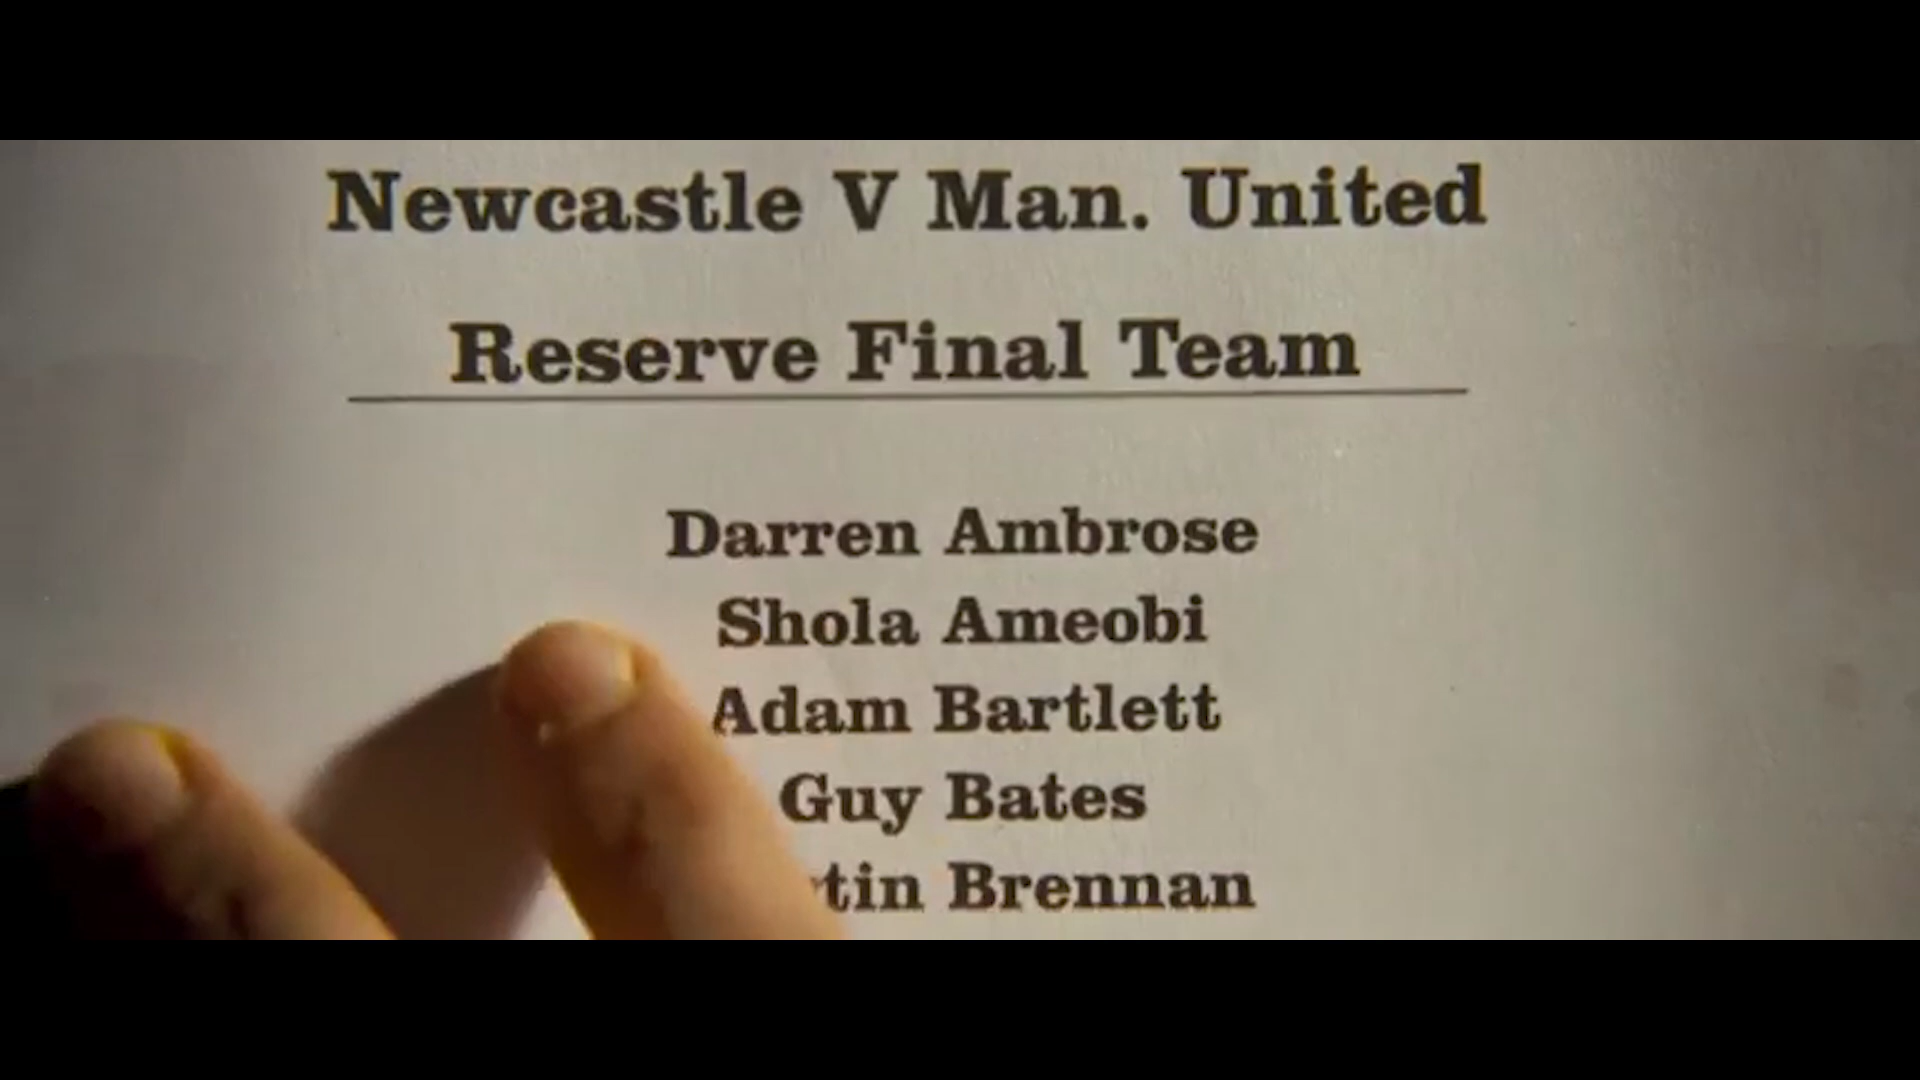 Newcastle V Man. United
Reserve Final Team
Darren Ambrose
Shola Ameobi
Adam Bartlett
Guy Bates
Brennan